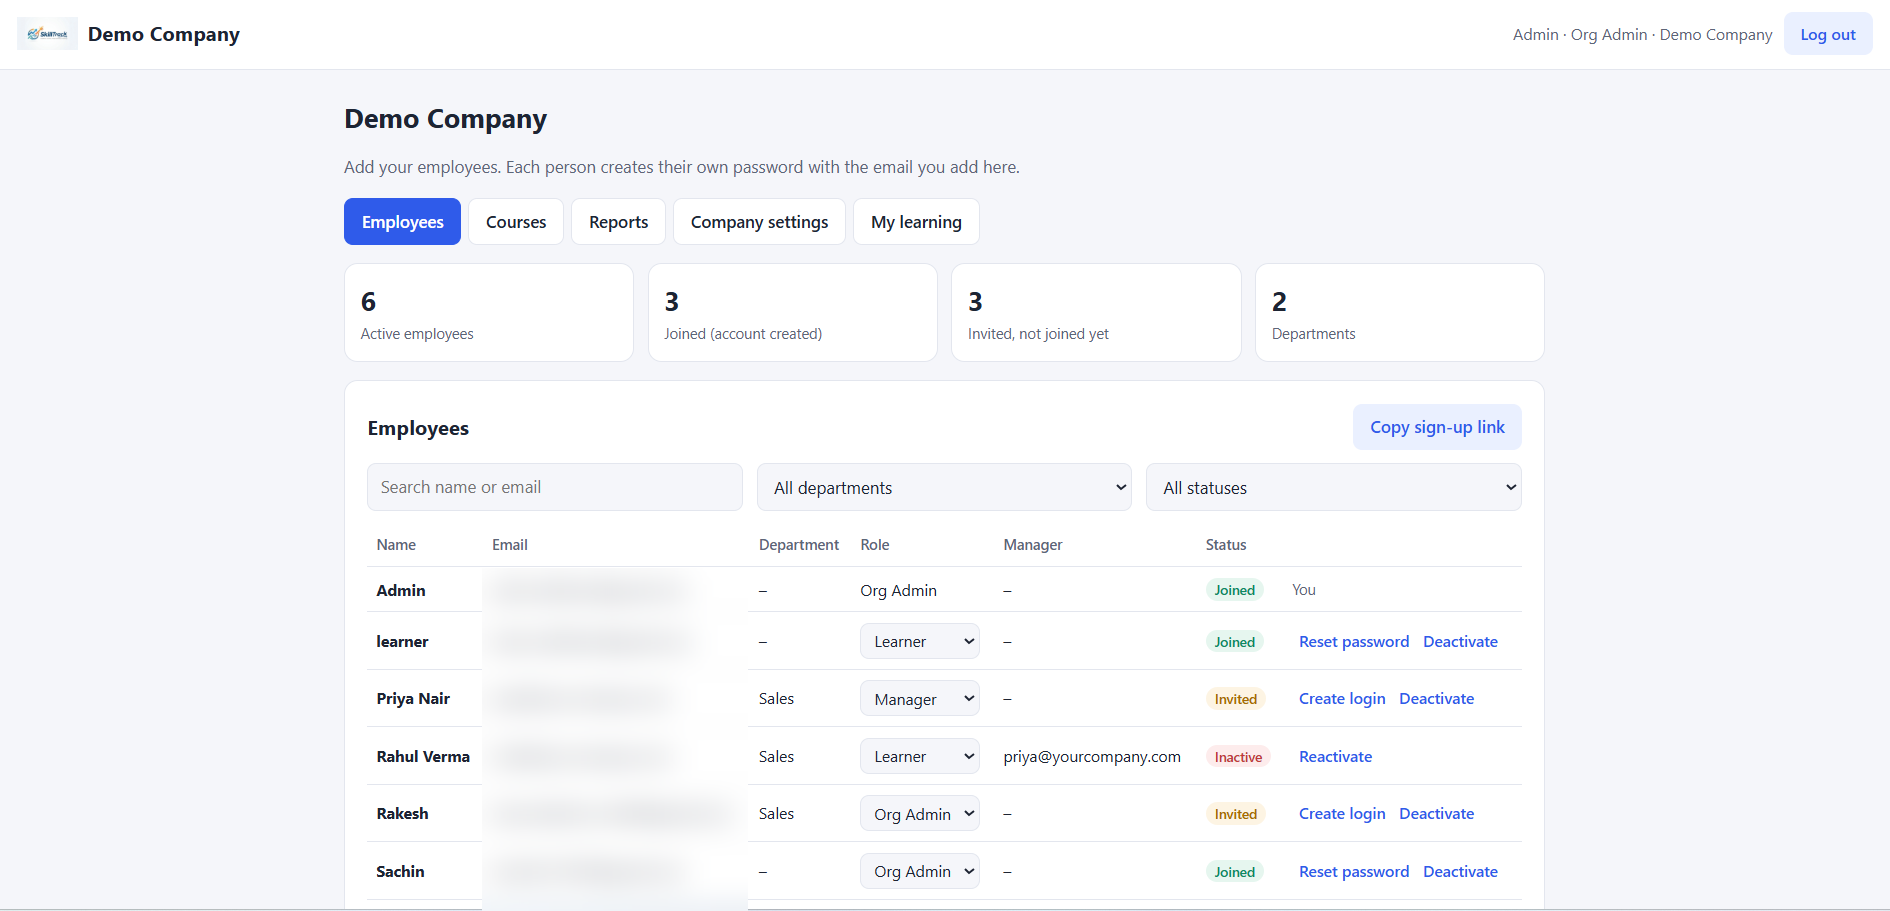 SkillTrack
Demo Company
Admin · Org Admin · Demo Company
Log out
Demo Company
Add your employees. Each person creates their own password with the email you add here.
Employees
Courses
Reports
Company settings
My learning
6
Active employees
3
Joined (account created)
3
Invited, not joined yet
2
Departments
Employees
Copy sign-up link
Search name or email
All departments
All statuses
Name Email Department Role Manager Status
Admin – Org Admin – Joined You
learner – Learner – Joined Reset password Deactivate
Priya Nair Sales Manager – Invited Create login Deactivate
Rahul Verma Sales Learner priya@yourcompany.com Inactive Reactivate
Rakesh Sales Org Admin – Invited Create login Deactivate
Sachin – Org Admin – Joined Reset password Deactivate